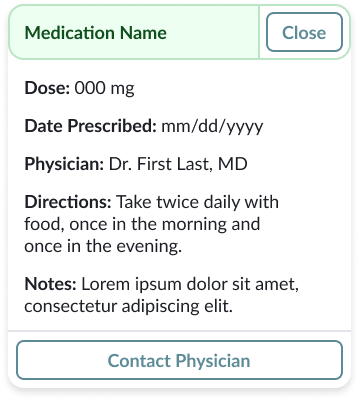 Medication Name
Close
Dose: 000 mg
Date Prescribed: mm/dd/yyyy
Physician: Dr. First Last, MD
Directions: Take twice daily with
food, once in the morning and
once in the evening.
Notes: Lorem ipsum dolor sit amet,
consectetur adipiscing elit.
Contact Physician